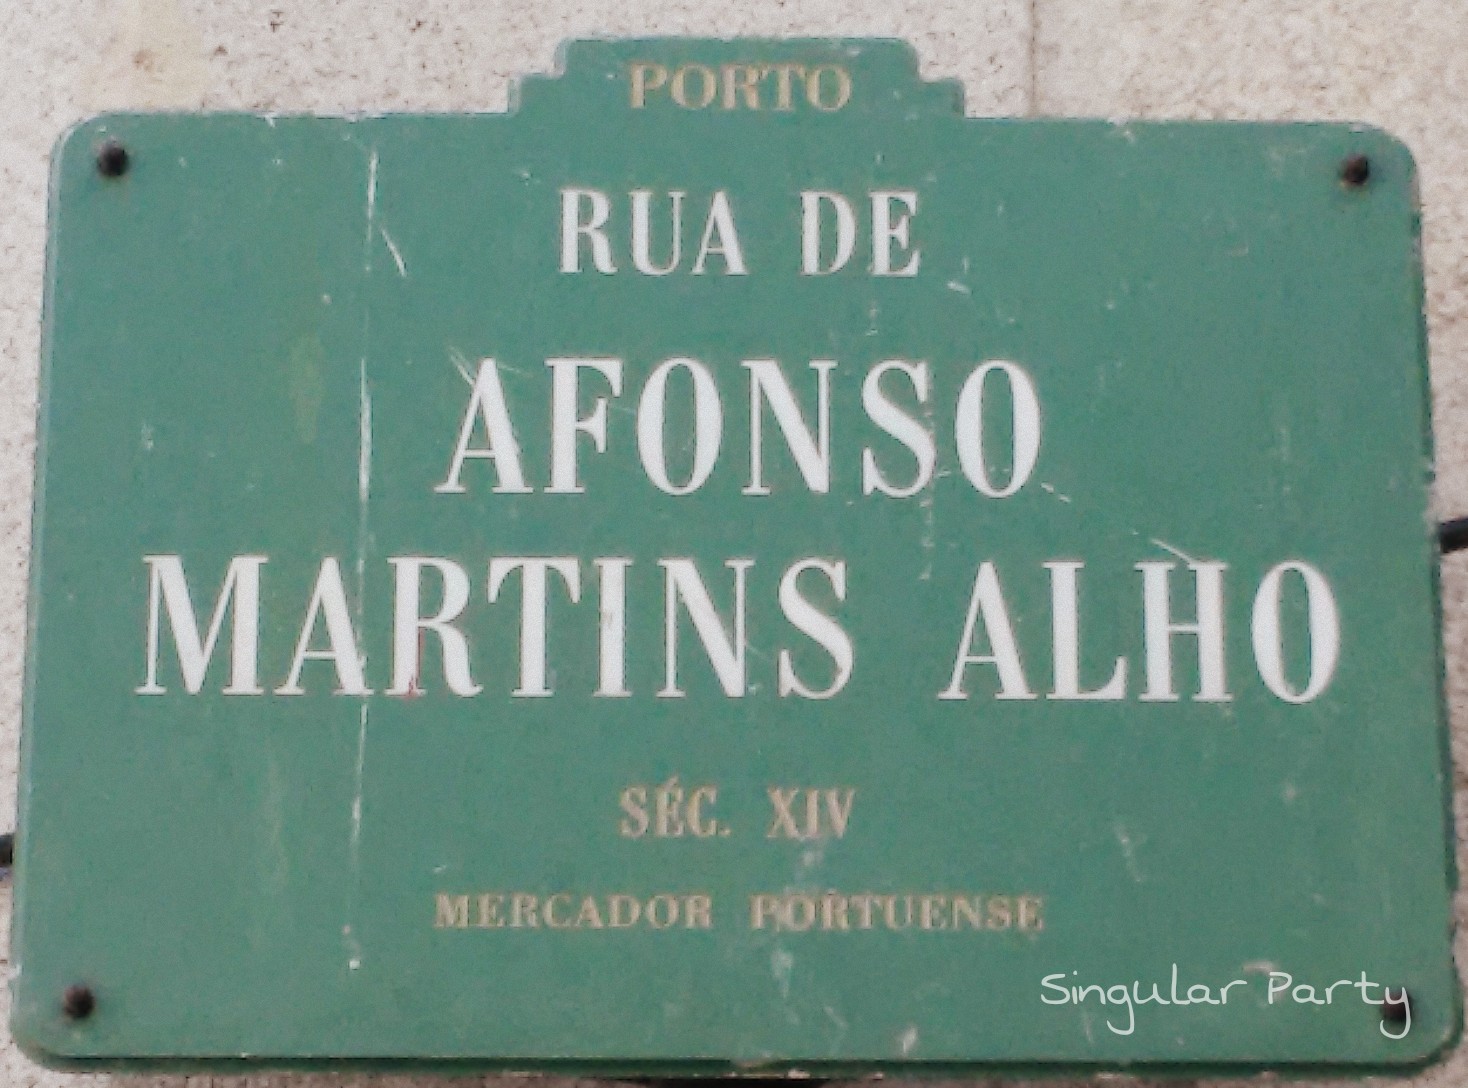 PORTO
RUA DE
AFONSO
MARTINS ALHO
SÉC. XIV
MERCADOR PORTUENSE
Singular Party